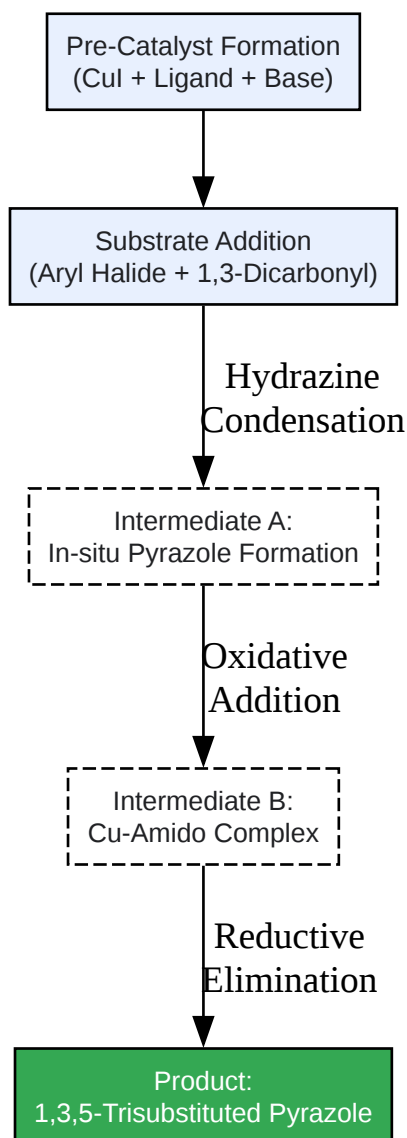 Pre-Catalyst Formation
(CuI + Ligand + Base)
Substrate Addition
(Aryl Halide + 1,3-Dicarbonyl)
Hydrazine
Condensation
Intermediate A:
In-situ Pyrazole Formation
Oxidative
Addition
Intermediate B:
Cu-Amido Complex
Reductive
Elimination
Product:
1,3,5-Trisubstituted Pyrazole